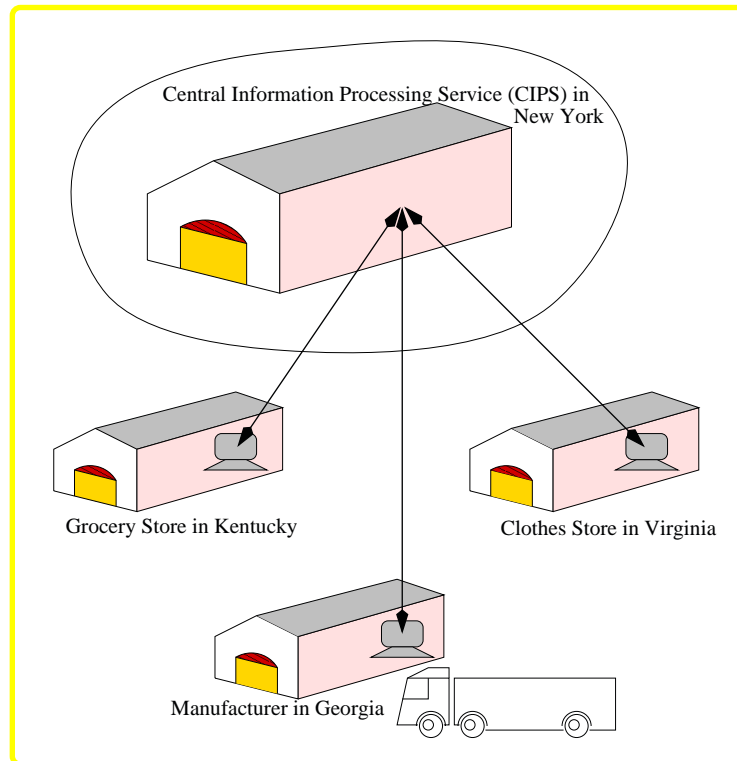 Central Information Processing Service (CIPS) in
New York
Grocery Store in Kentucky
Clothes Store in Virginia
Manufacturer in Georgia